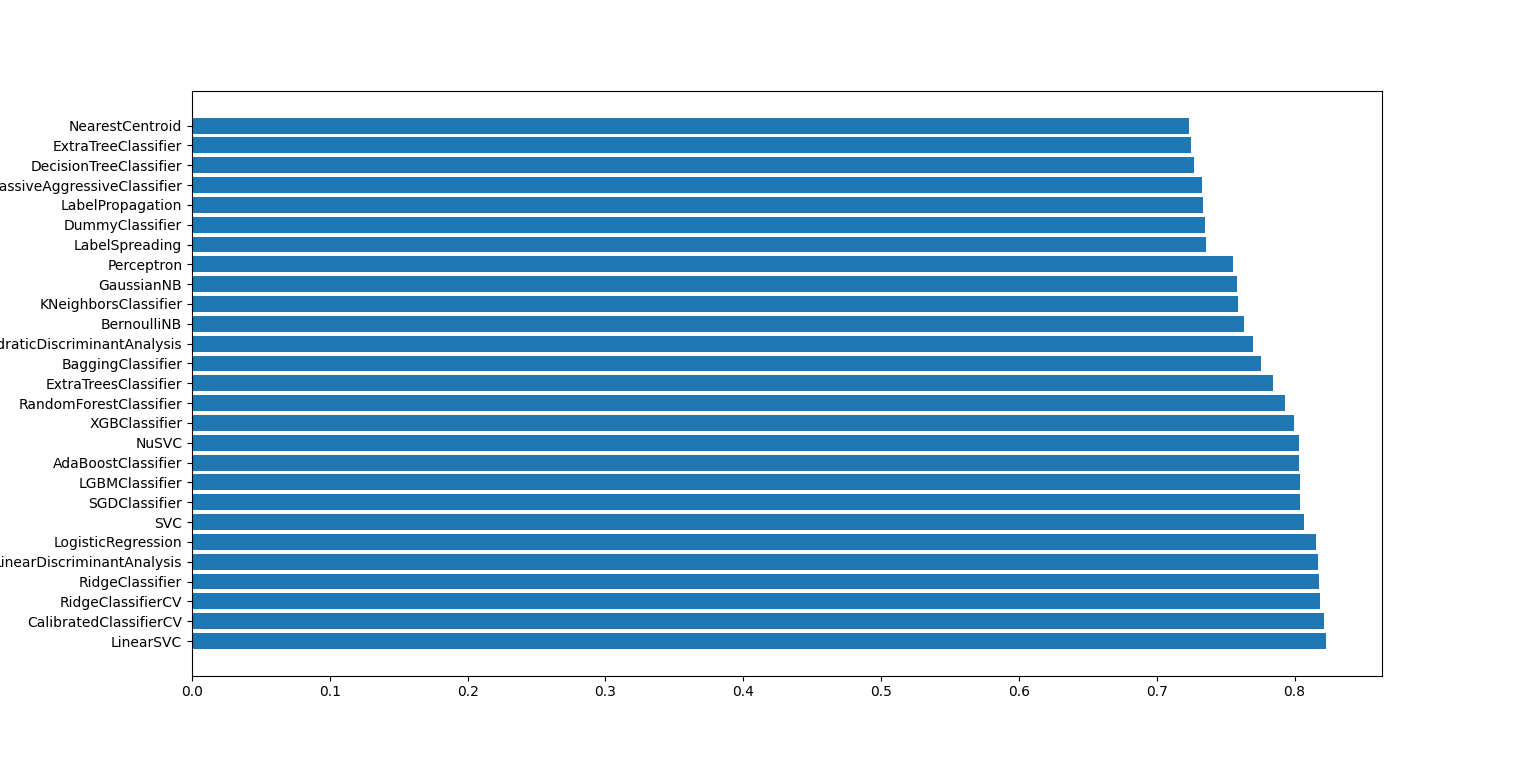 NearestCentroid
ExtraTreeClassifier
DecisionTreeClassifier
assiveAggressiveClassifier
LabelPropagation
DummyClassifier
LabelSpreading
Perceptron
GaussianNB
KNeighborsClassifier
BernoulliNB
draticDiscriminantAnalysis
BaggingClassifier
ExtraTreesClassifier
RandomForestClassifier
XGBClassifier
NuSVC
AdaBoostClassifier
LGBMClassifier
SGDClassifier
SVC
LogisticRegression
inearDiscriminantAnalysis
RidgeClassifier
RidgeClassifierCV
CalibratedClassifierCV
LinearSVC
0.0 0.1 0.2 0.3 0.4 0.5 0.6 0.7 0.8